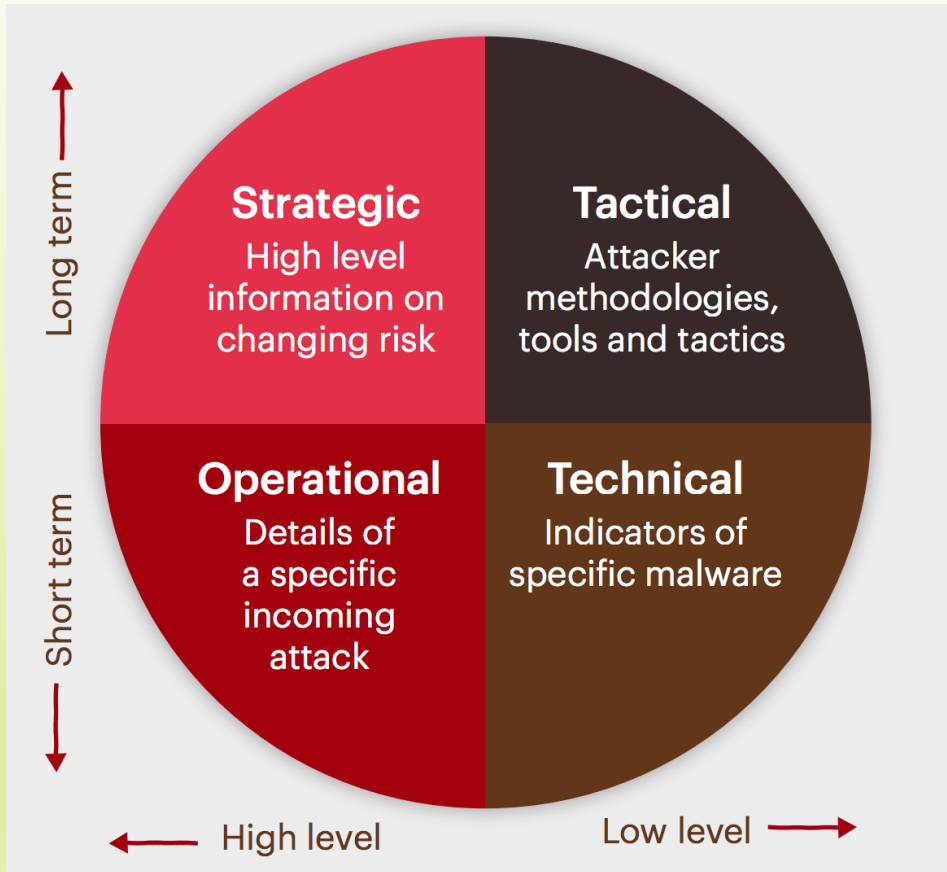 Long term
Short term
Strategic
High level
information on
changing risk
Tactical
Attacker
methodologies,
tools and tactics
Operational
Details of
a specific
incoming
attack
Technical
Indicators of
specific malware
High level
Low level